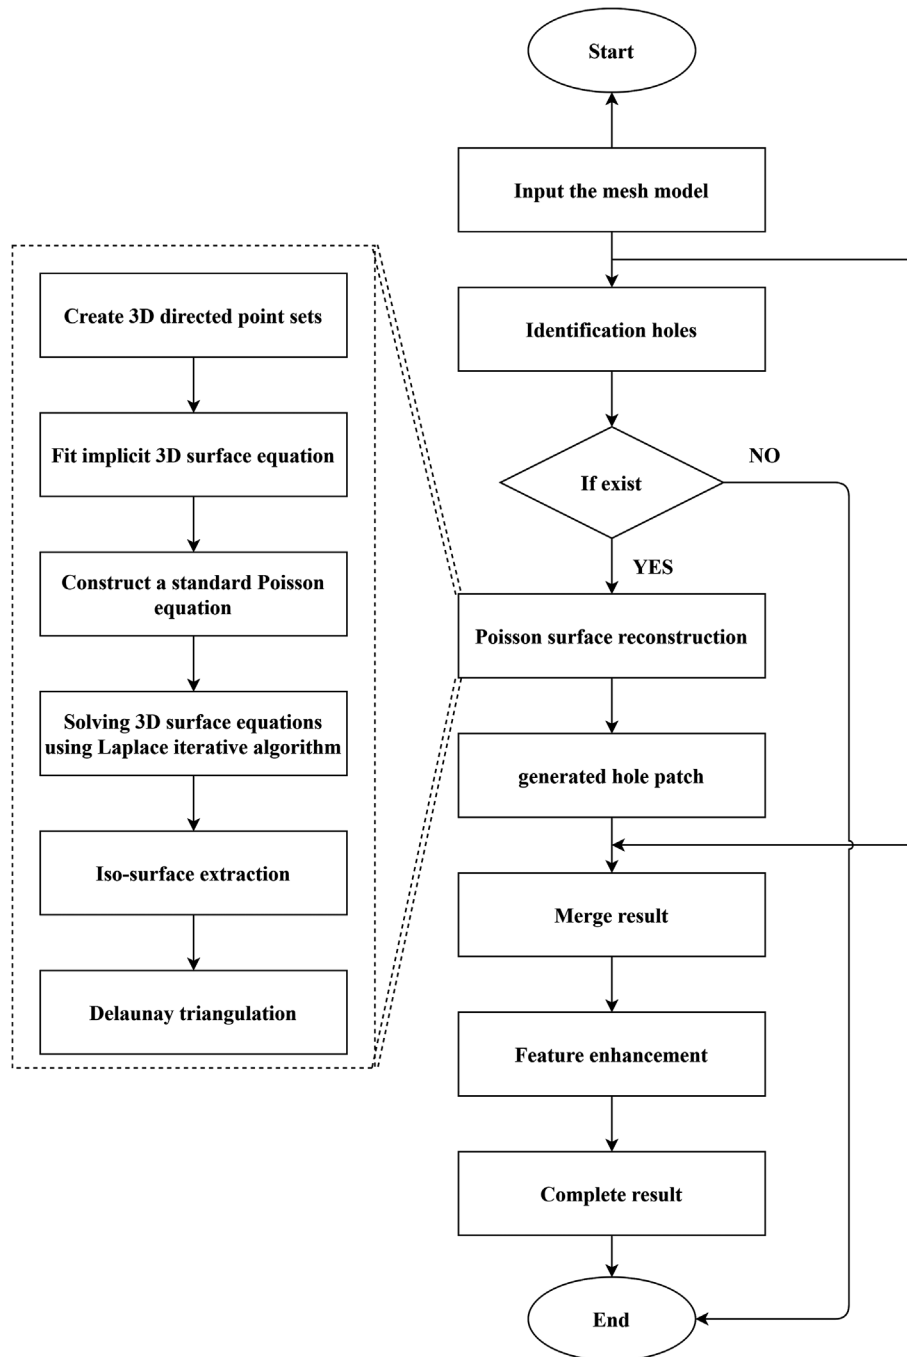 Start
Input the mesh model
Identification holes
If exist
NO
YES
Poisson surface reconstruction
generated hole patch
Merge result
Feature enhancement
Complete result
End
Create 3D directed point sets
Fit implicit 3D surface equation
Construct a standard Poisson
equation
Solving 3D surface equations
using Laplace iterative algorithm
Iso-surface extraction
Delaunay triangulation